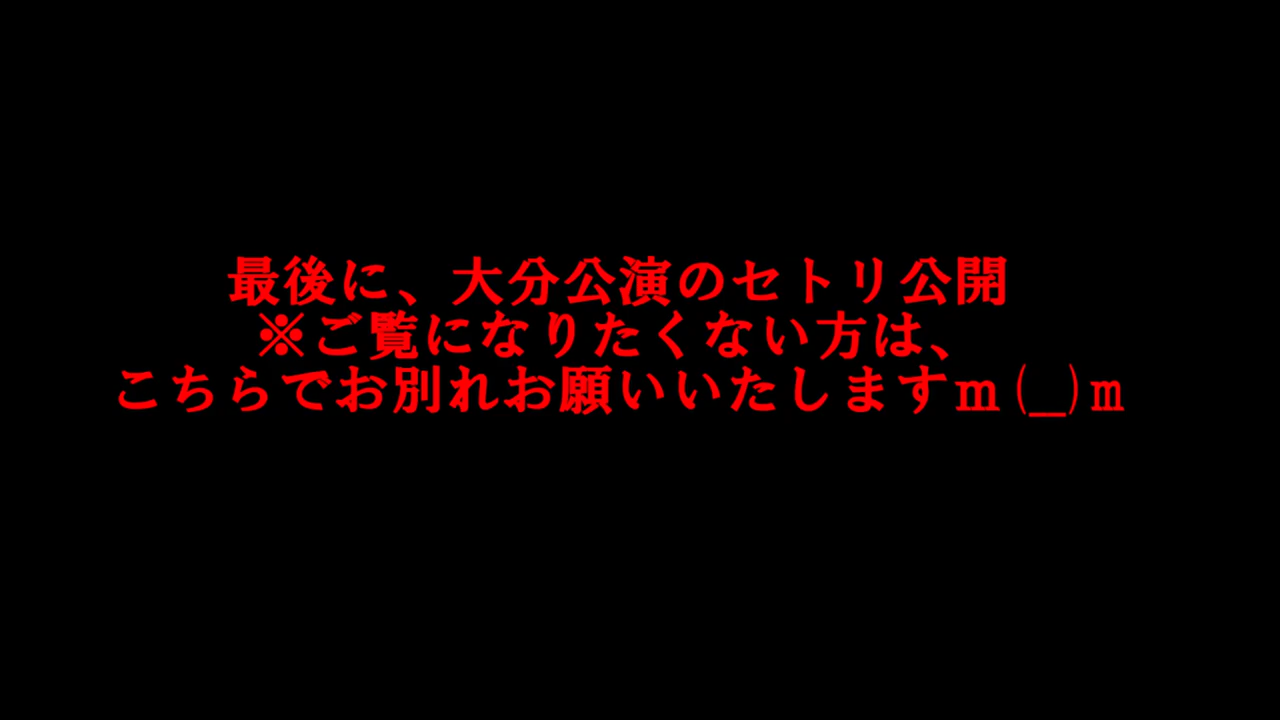 最後に、大分公演のセトリ公開
※ご覧になりたくない方は、
こちらでお別れお願いいたしますm(__)m